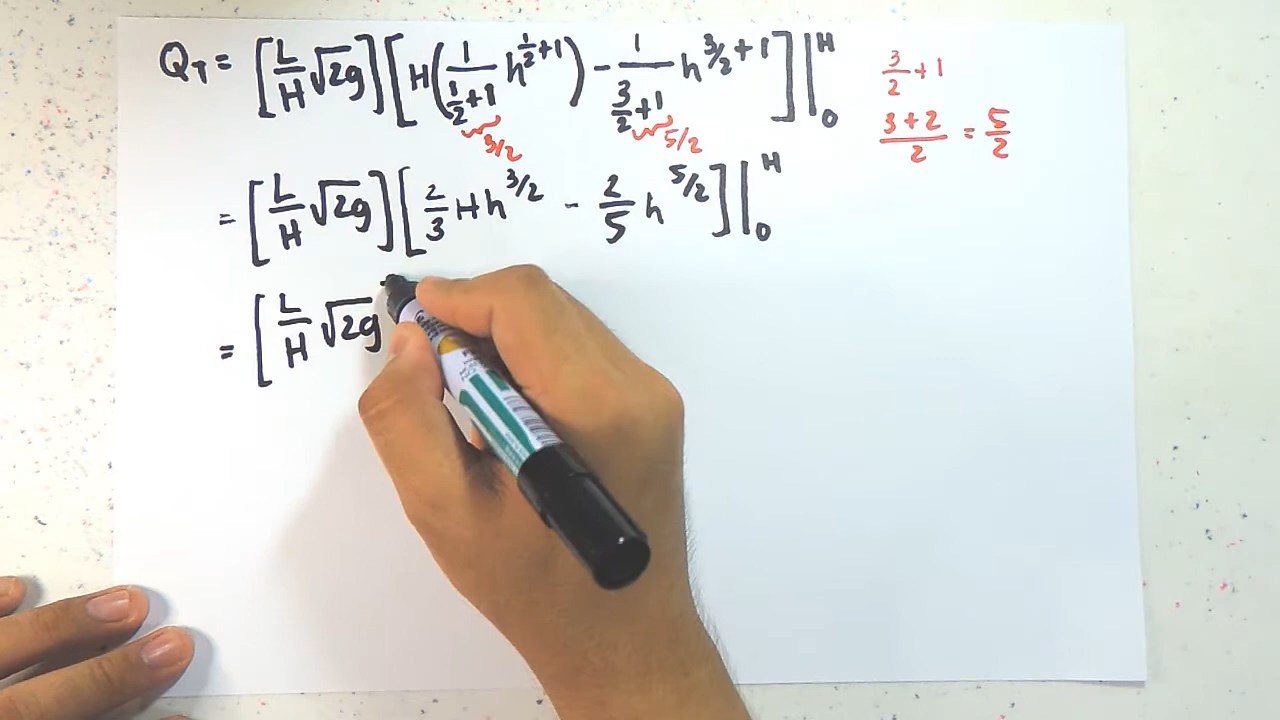 Q_T = [L/H √2g] [H(1/(1/2+1) h^(1/2+1)) - 1/(3/2+1) h^(3/2+1)] |_0^H
3/2 5/2
= [L/H √2g] [2/3 H h^(3/2) - 2/5 h^(5/2)] |_0^H
= [L/H √2g
3/2 + 1
(3+2)/2 = 5/2